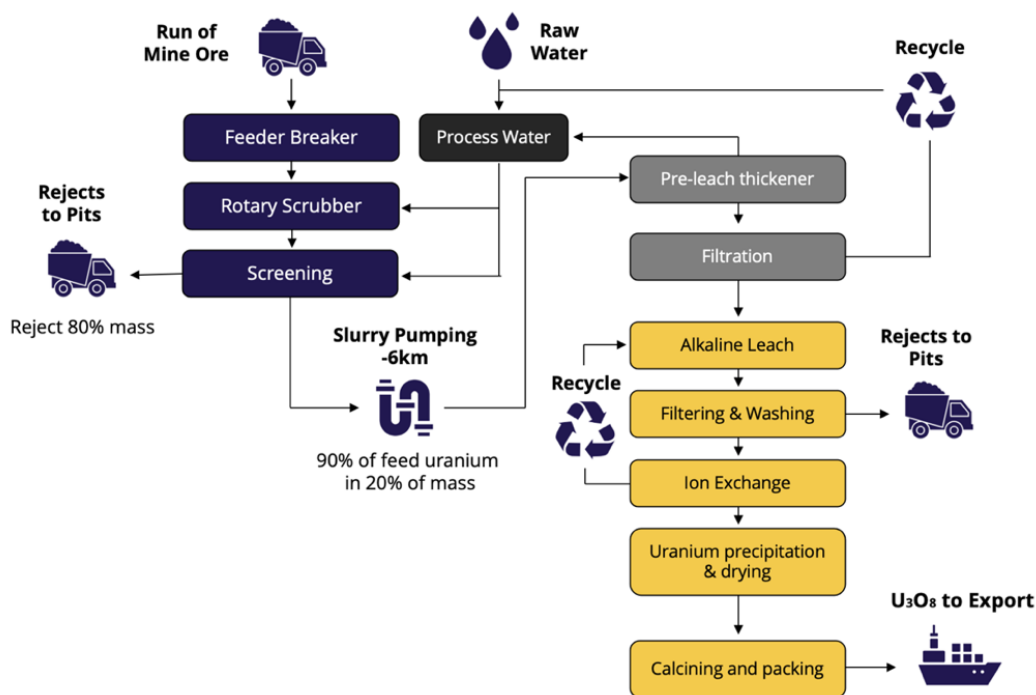 Run of
Mine Ore
Raw
Water
Recycle
Feeder Breaker
Process Water
Pre-leach thickener
Rejects
to Pits
Rotary Scrubber
Filtration
Screening
Reject 80% mass
Slurry Pumping
-6km
Alkaline Leach
Rejects to
Pits
Recycle
Filtering & Washing
90% of feed uranium
in 20% of mass
Ion Exchange
Uranium precipitation
& drying
U₃O₈ to Export
Calcining and packing